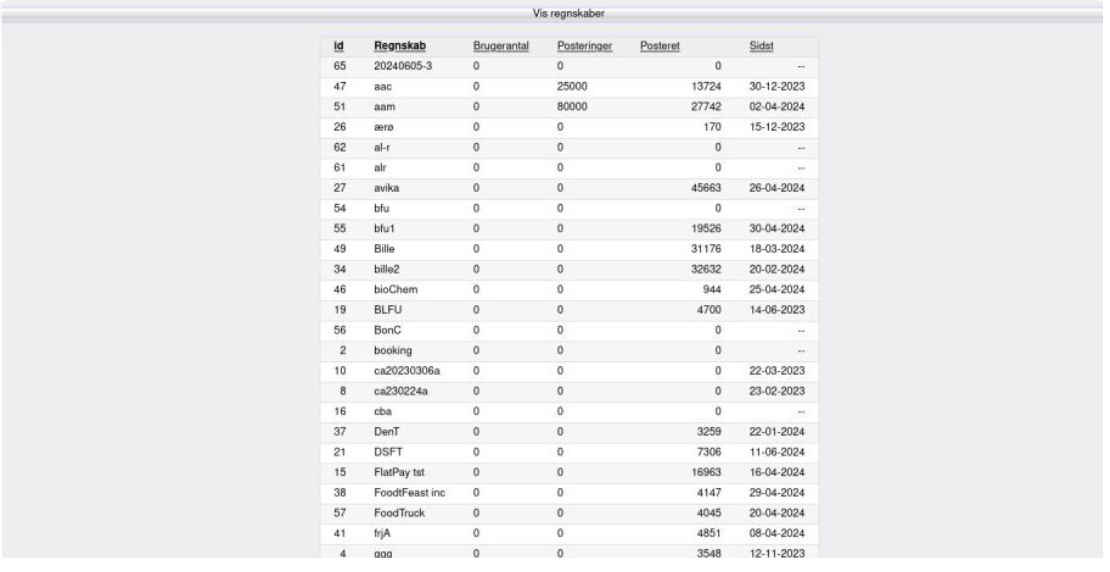 Vis regnskaber
Id Regnskab Brugerantal Posteringer Posteret Sidst
65 20240605-3 0 0 0 --
47 aac 0 25000 13724 30-12-2023
51 aam 0 80000 27742 02-04-2024
26 ærø 0 0 170 15-12-2023
62 al-r 0 0 0 --
61 alr 0 0 0 --
27 avika 0 0 45663 26-04-2024
54 bfu 0 0 0 --
55 bfu1 0 0 19526 30-04-2024
49 Bille 0 0 31176 18-03-2024
34 bille2 0 0 32632 20-02-2024
46 bioChem 0 0 944 25-04-2024
19 BLFU 0 0 4700 14-06-2023
56 BonC 0 0 0 --
2 booking 0 0 0 --
10 ca20230306a 0 0 0 22-03-2023
8 ca230224a 0 0 0 23-02-2023
16 cba 0 0 0 --
37 DenT 0 0 3259 22-01-2024
21 DSFT 0 0 7306 11-06-2024
15 FlatPay tst 0 0 16963 16-04-2024
38 FoodtFeast inc 0 0 4147 29-04-2024
57 FoodTruck 0 0 4045 20-04-2024
41 frjA 0 0 4851 08-04-2024
4 ggg 0 0 3548 12-11-2023